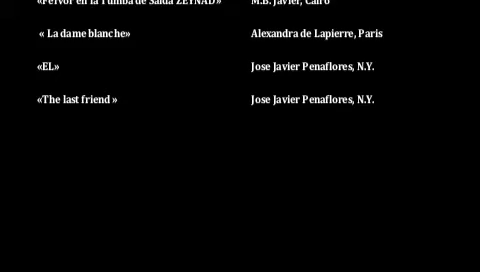 «Fervor en la Tumba de Saida ZEYNAD» M.B. Javier, Cairo
« La dame blanche» Alexandra de Lapierre, Paris
«EL» Jose Javier Penaflores, N.Y.
«The last friend » Jose Javier Penaflores, N.Y.